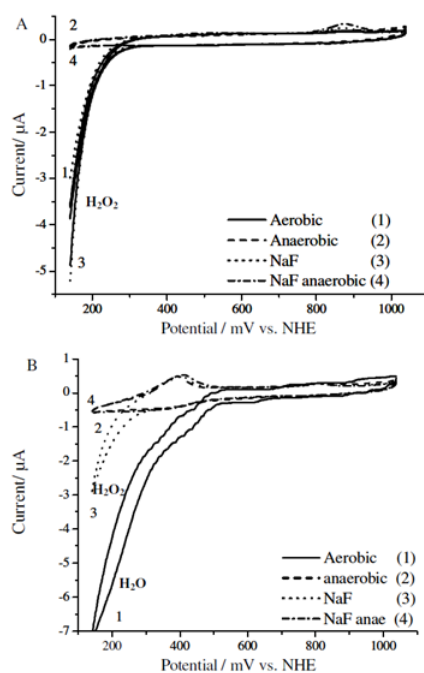 A
2
4
1
H₂O₂
3
Aerobic (1)
Anaerobic (2)
NaF (3)
NaF anaerobic (4)
0
-1
-2
-3
-4
-5
Current/ µA
200 400 600 800 1000
Potential / mV vs. NHE
B
4
2
1
H₂O₂
3
H₂O
1
Aerobic (1)
anaerobic (2)
NaF (3)
NaF anae (4)
1
0
-1
-2
-3
-4
-5
-6
-7
Current/ µA
200 400 600 800 1000
Potential / mV vs. NHE